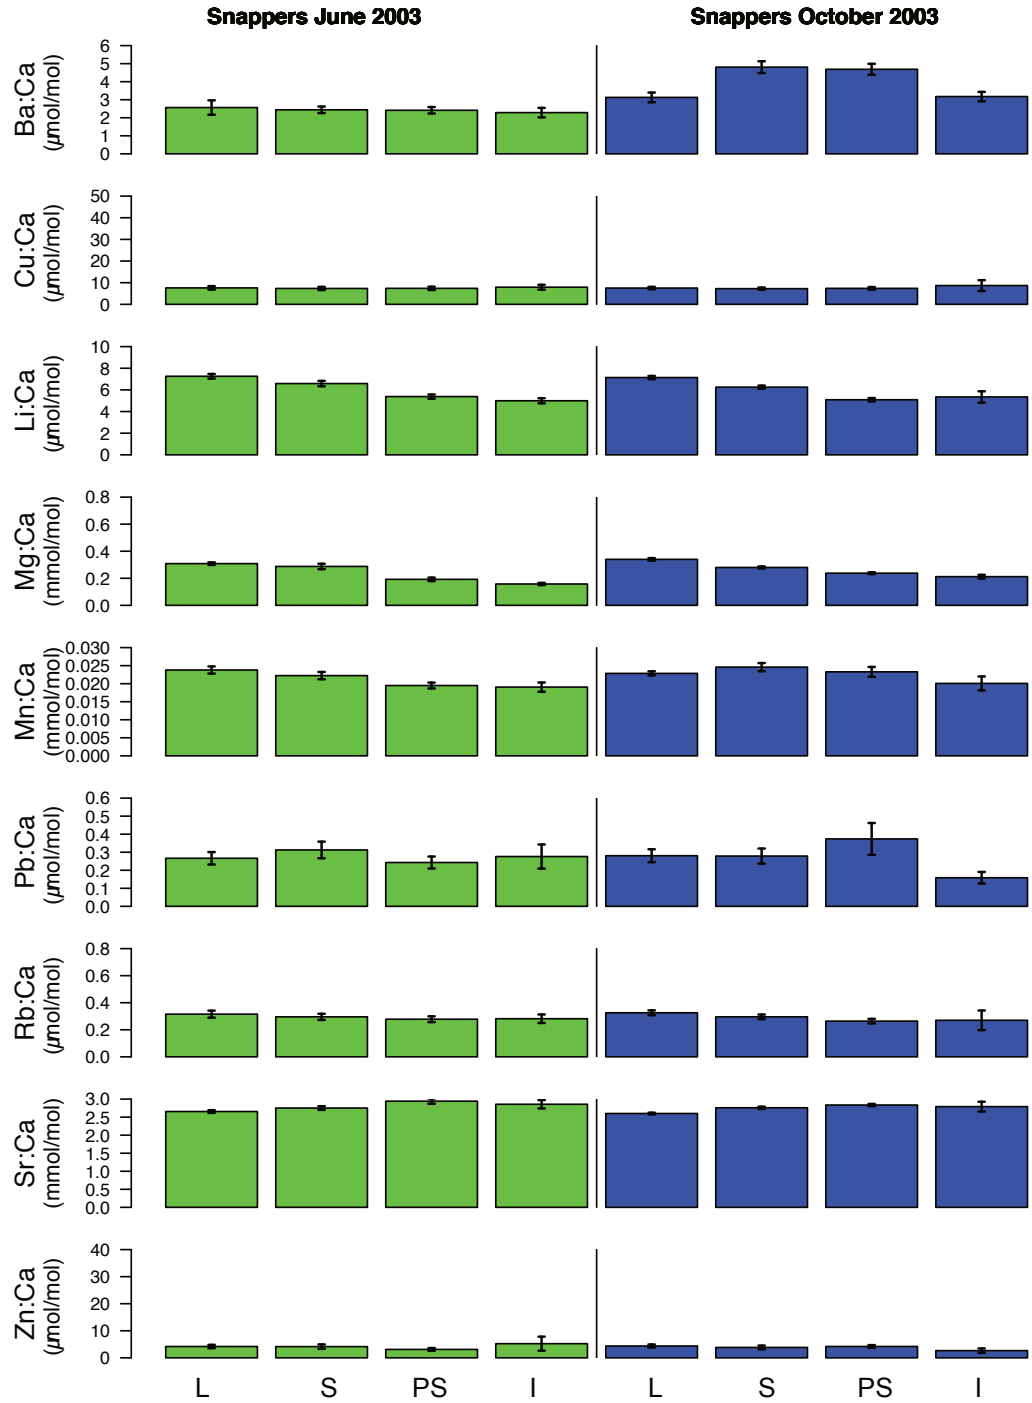 Snappers June 2003 Snappers October 2003
Ba:Ca
(µmol/mol)
6
5
4
3
2
1
0
Cu:Ca
(µmol/mol)
50
40
30
20
10
0
Li:Ca
(µmol/mol)
10
8
6
4
2
0
Mg:Ca
(mmol/mol)
0.8
0.6
0.4
0.2
0.0
Mn:Ca
(mmol/mol)
0.030
0.025
0.020
0.015
0.010
0.005
0.000
Pb:Ca
(µmol/mol)
0.6
0.5
0.4
0.3
0.2
0.1
0.0
Rb:Ca
(µmol/mol)
0.8
0.6
0.4
0.2
0.0
Sr:Ca
(mmol/mol)
3.0
2.5
2.0
1.5
1.0
0.5
0.0
Zn:Ca
(µmol/mol)
40
30
20
10
0
L S PS I L S PS I